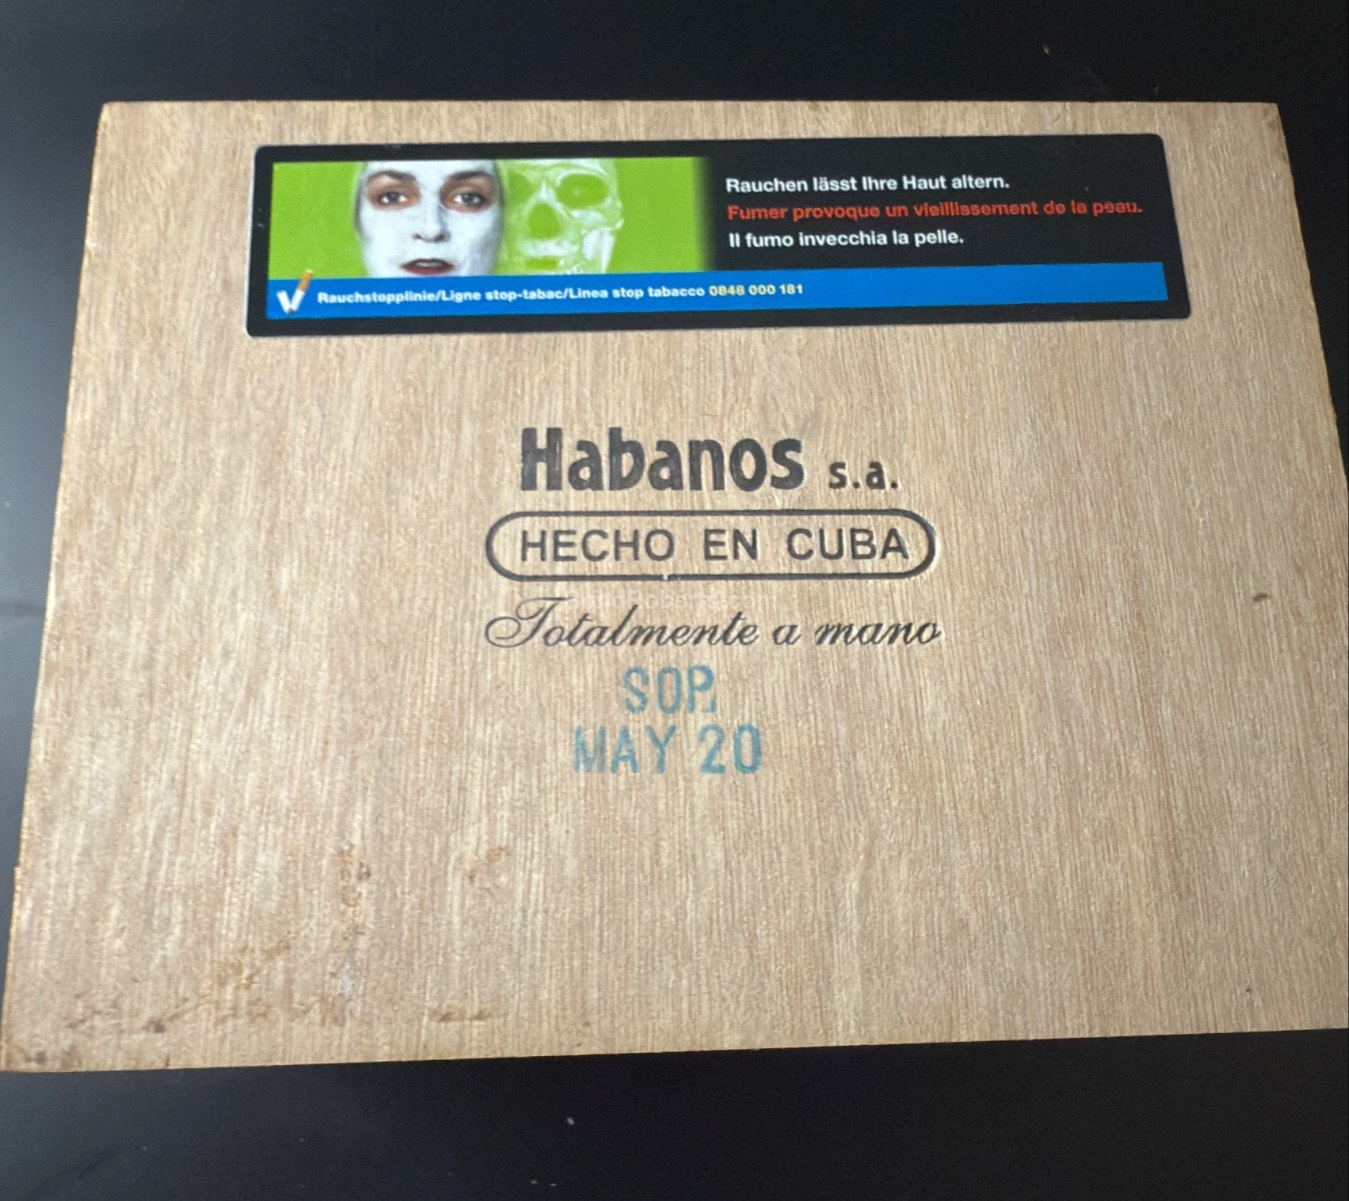 Rauchen lässt Ihre Haut altern.
Fumer provoque un vieillissement de la peau.
Il fumo invecchia la pelle.
Rauchstopplinie/Ligne stop-tabac/Linea stop tabacco 0848 000 181
Habanos s.a.
HECHO EN CUBA
Totalmente a mano
SOP.
MAY 20